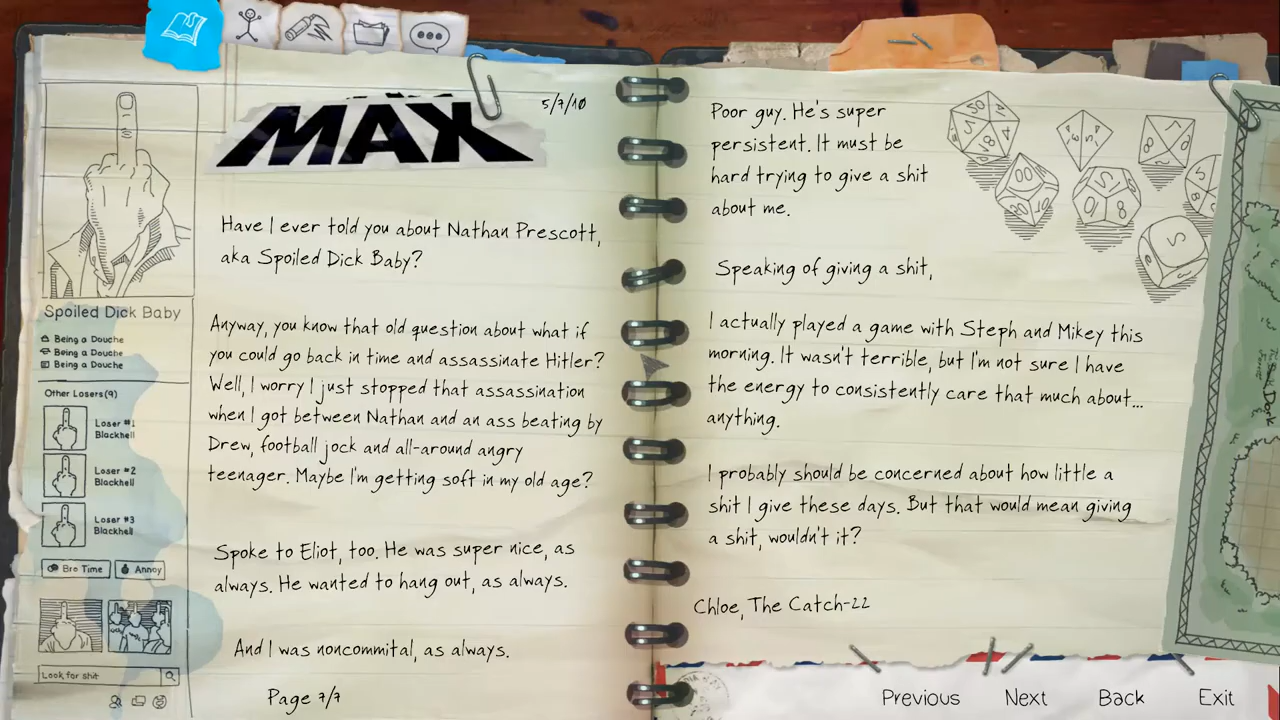 MAX
5/7/10
Have I ever told you about Nathan Prescott,
aka Spoiled Dick Baby?
Anyway, you know that old question about what if
you could go back in time and assassinate Hitler?
Well, I worry I just stopped that assassination
when I got between Nathan and an ass beating by
Drew, football jock and all-around angry
teenager. Maybe I'm getting soft in my old age?
Spoke to Eliot, too. He was super nice, as
always. He wanted to hang out, as always.
And I was noncommital, as always.
Page 7/7
Spoiled Dick Baby
Being a Douche
Being a Douche
Being a Douche
Other Losers(9)
Loser #1
Blackhell
Loser #2
Blackhell
Loser #3
Blackhell
Bro Time
Annoy
Look for shit
Poor guy. He's super
persistent. It must be
hard trying to give a shit
about me.
Speaking of giving a shit,
I actually played a game with Steph and Mikey this
morning. It wasn't terrible, but I'm not sure I have
the energy to consistently care that much about...
anything.
I probably should be concerned about how little a
shit I give these days. But that would mean giving
a shit, wouldn't it?
Chloe, The Catch-22
Previous
Next
Back
Exit